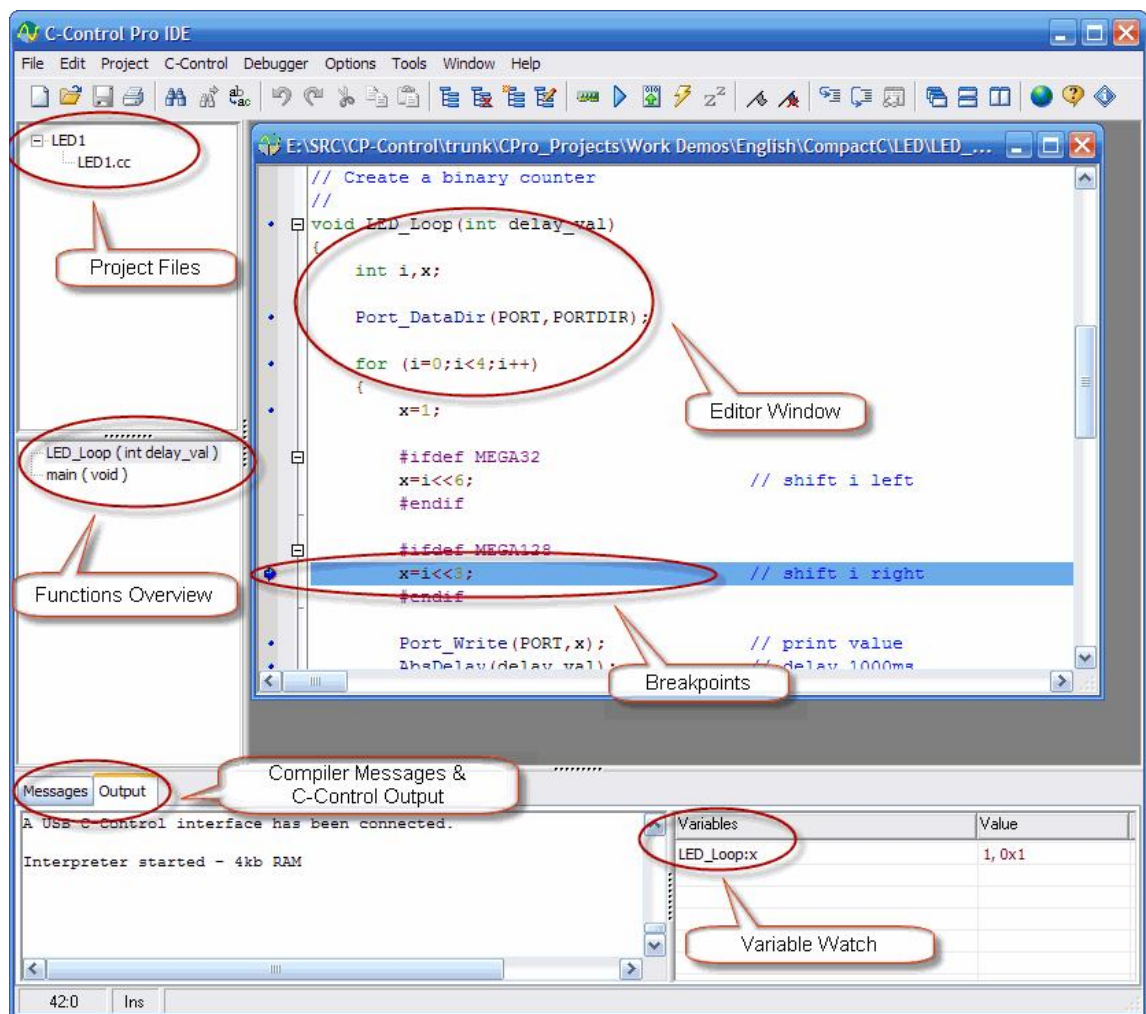 C-Control Pro IDE
File Edit Project C-Control Debugger Options Tools Window Help
LED1
LED1.cc
Project Files
LED_Loop ( int delay_val )
main ( void )
Functions Overview
E:\SRC\CP-Control\trunk\CPro_Projects\Work Demos\English\CompactC\LED\LED_...
// Create a binary counter
//
void LED_Loop(int delay_val)
{
int i,x;
Port_DataDir(PORT,PORTDIR);
for (i=0;i<4;i++)
{
x=1;
Editor Window
#ifdef MEGA32
x=i<<6; // shift i left
#endif
#ifdef MEGA128
x=i<<3; // shift i right
#endif
Port_Write(PORT,x); // print value
AbsDelay(delay_val); // delay 1000ms
Breakpoints
Messages Output
Compiler Messages &
C-Control Output
A USB C-Control interface has been connected.
Interpreter started - 4kb RAM
Variables Value
LED_Loop:x 1, 0x1
Variable Watch
42:0 Ins